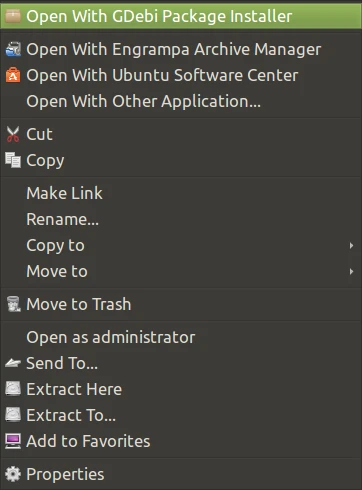 Open With GDebi Package Installer
Open With Engrampa Archive Manager
Open With Ubuntu Software Center
Open With Other Application...
Cut
Copy
Make Link
Rename...
Copy to
Move to
Move to Trash
Open as administrator
Send To...
Extract Here
Extract To...
Add to Favorites
Properties